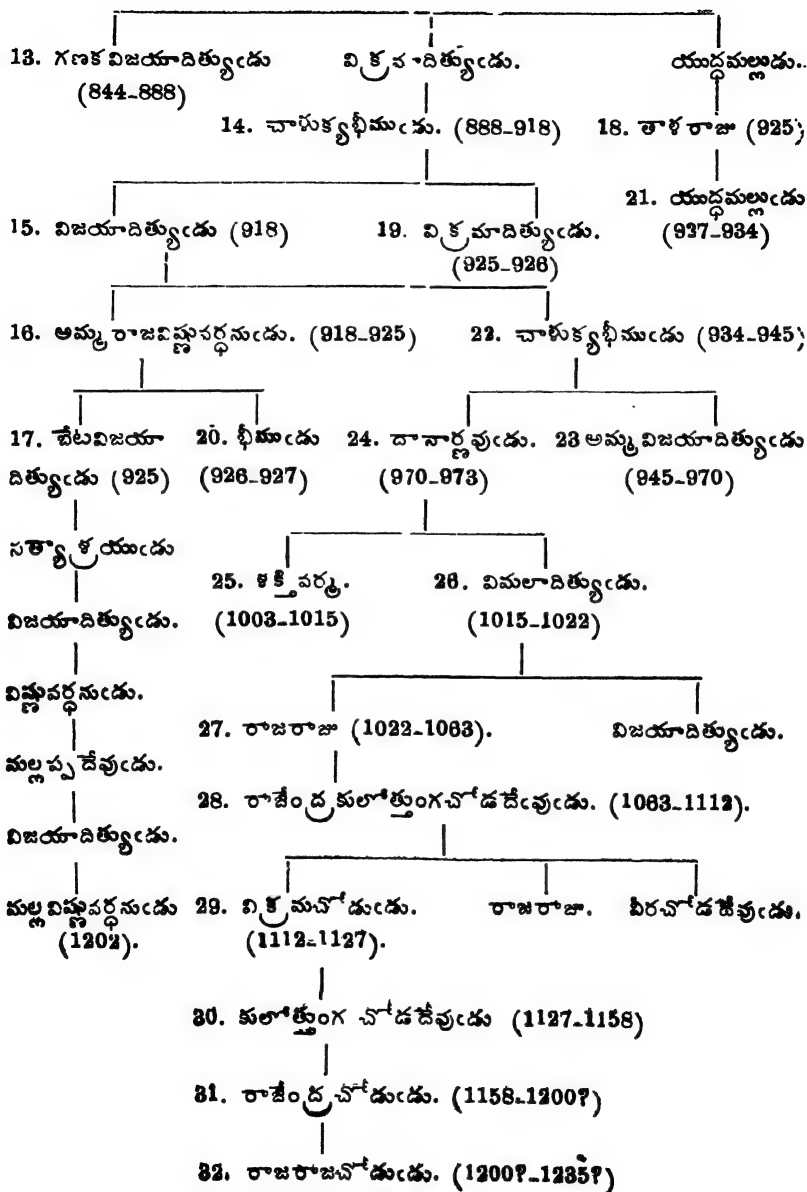 13. గణక విజయాదిత్యుఁడు విక్రమాదిత్యుఁడు. యుద్ధమల్లుడు.
(844-888)
14. చాళుక్యభీముఁడు. (888-918) 18. తాళ రాజు (925)
21. యుద్ధమల్లుఁడు
15. విజయాదిత్యుఁడు (918) 19. విక్రమాదిత్యుఁడు. (937-934)
(925-926)
16. అమ్మ రాజవిష్ణువర్ధనుఁడు. (918-925) 22. చాళుక్యభీముఁడు (934-945)
17. బేటవిజయా 20. భీముఁడు 24. దానార్ణవుఁడు. 23 అమ్మవిజయాదిత్యుఁడు
దిత్యుఁడు (925) (926-927) (970-973) (945-970)
సత్యాశ్రయుఁడు
25. శక్తివర్మ. 26. విమలాదిత్యుఁడు.
విజయాదిత్యుఁడు. (1003-1015) (1015-1022)
విష్ణువర్ధనుఁడు.
27. రాజరాజు (1022-1063). విజయాదిత్యుఁడు.
మల్లప్ప దేవుఁడు.
28. రాజేంద్రకులోత్తుంగచోడదేఁవుఁడు. (1063-1112).
విజయాదిత్యుఁడు.
మల్లవిష్ణువర్ధనుఁడు 29. విక్రమచోడుఁడు. రాజరాజు. వీరచోడదేవుఁడు.
(1202). (1112-1127).
30. కులోత్తుంగ చోడదేవుఁడు (1127-1158)
31. రాజేంద్రచోడుఁడు. (1158-1200?)
32. రాజరాజచోడుఁడు. (1200?-1235?)